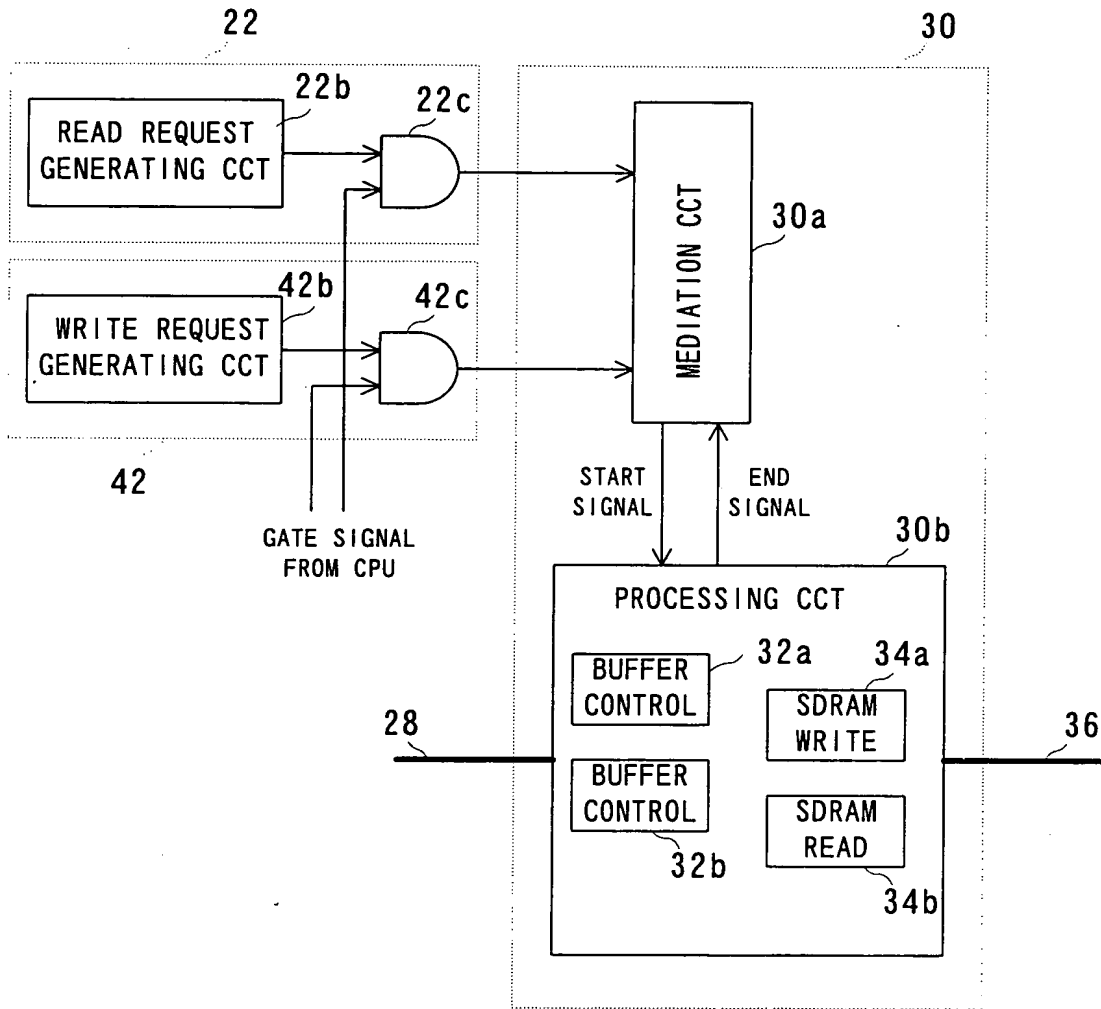 22
30
22b
22c
READ REQUEST
GENERATING CCT
30a
MEDIATION CCT
42b
42c
WRITE REQUEST
GENERATING CCT
42
START
SIGNAL
END
SIGNAL
GATE SIGNAL
FROM CPU
30b
PROCESSING CCT
32a
34a
BUFFER
CONTROL
SDRAM
WRITE
28
36
BUFFER
CONTROL
SDRAM
READ
32b
34b